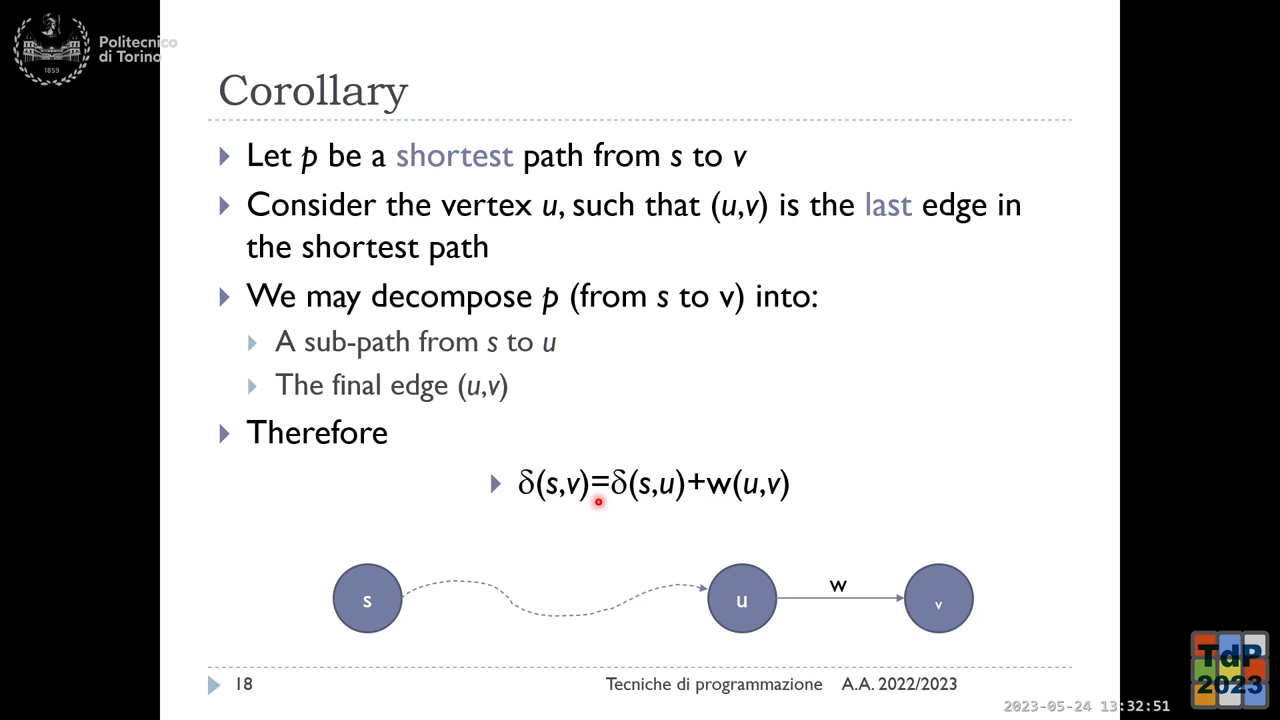 Politecnico
di Torino
1859
Corollary
Let p be a shortest path from s to v
Consider the vertex u, such that (u,v) is the last edge in
the shortest path
We may decompose p (from s to v) into:
A sub-path from s to u
The final edge (u,v)
Therefore
δ(s,v)=δ(s,u)+w(u,v)
s
u
w
v
18
Tecniche di programmazione A.A. 2022/2023
TdP
2023
2023-05-24 13:32:51